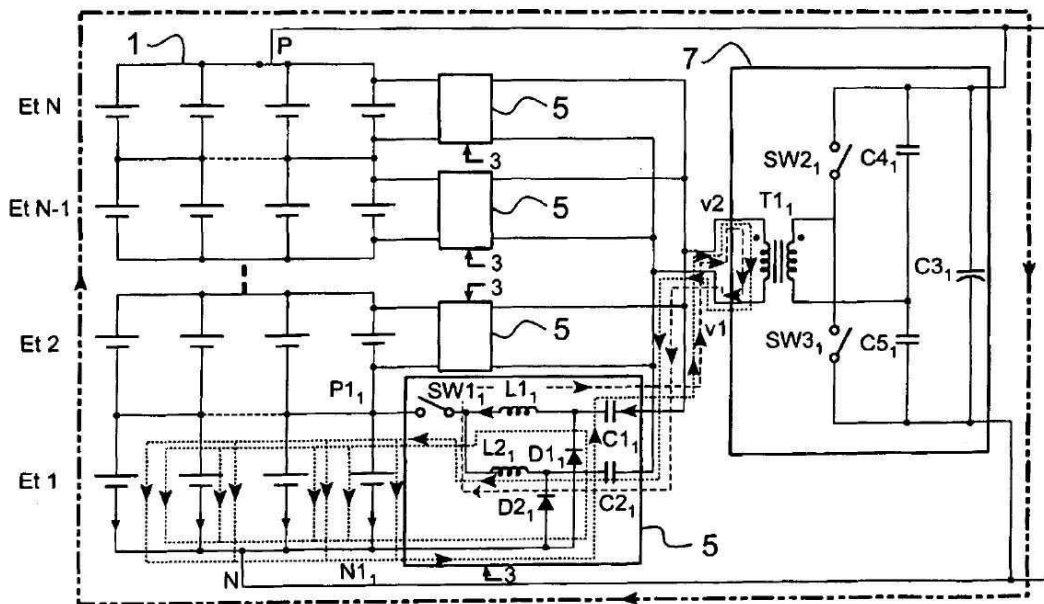 1 P 7
Et N 5
3
SW2₁ C4₁
Et N-1 5 v2 T1₁
3 C3₁
3
Et 2 5 v1 SW3₁ C5₁
P1₁ SW1₁ L1₁
C1₁
L2₁ D1₁
Et 1 C2₁
D2₁
5
N N1₁ 3